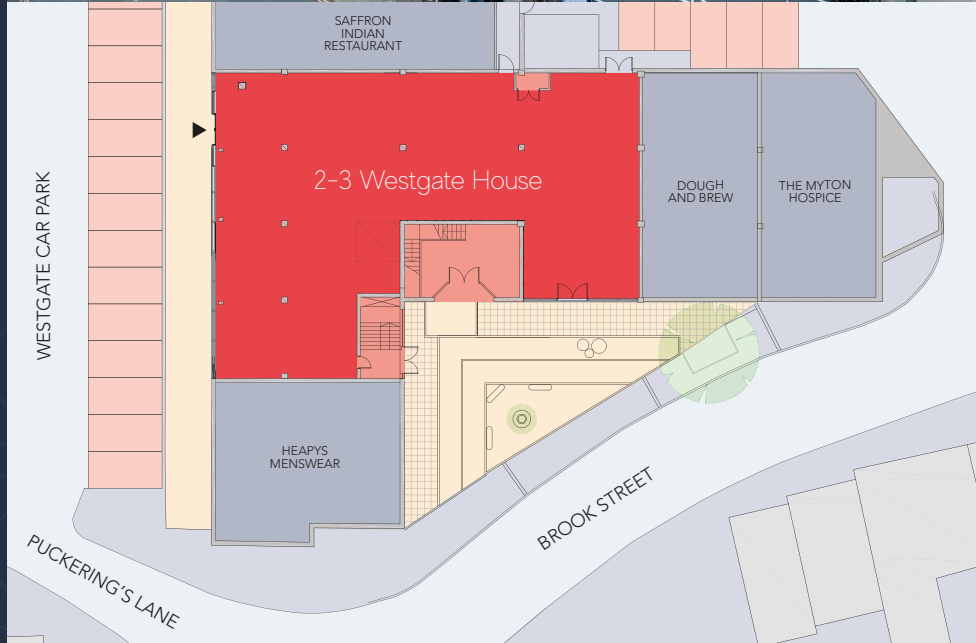 SAFFRON
INDIAN
RESTAURANT
2-3 Westgate House
DOUGH
AND BREW
THE MYTON
HOSPICE
WESTGATE CAR PARK
HEAPYS
MENSWEAR
BROOK STREET
PUCKERING'S LANE